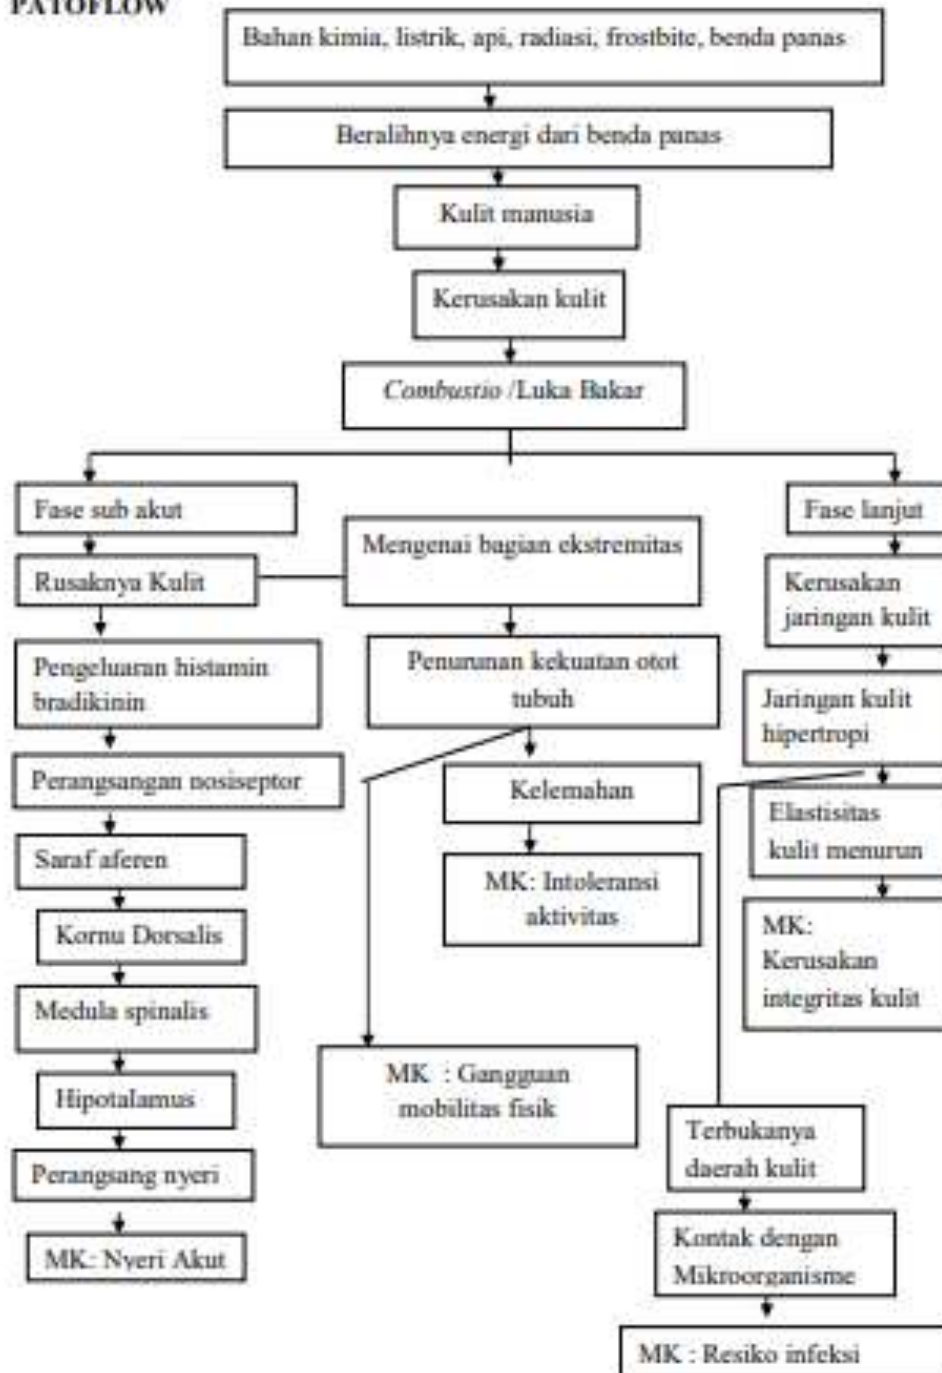 PATOFLOW
Bahan kimia, listrik, api, radiasi, frostbite, benda panas
Beralihnya energi dari benda panas
Kulit manusia
Kerusakan kulit
Combustio /Luka Bakar
Fase sub akut
Rusaknya Kulit
Pengeluaran histamin
bradikinin
Perangsangan nosiseptor
Saraf aferen
Kornu Dorsalis
Medula spinalis
Hipotalamus
Perangsang nyeri
MK: Nyeri Akut
Mengenai bagian ekstremitas
Penurunan kekuatan otot
tubuh
Kelemahan
MK: Intoleransi
aktivitas
MK : Gangguan
mobilitas fisik
Fase lanjut
Kerusakan
jaringan kulit
Jaringan kulit
hipertropi
Elastisitas
kulit menurun
MK:
Kerusakan
integritas kulit
Terbukanya
daerah kulit
Kontak dengan
Mikroorganisme
MK : Resiko infeksi